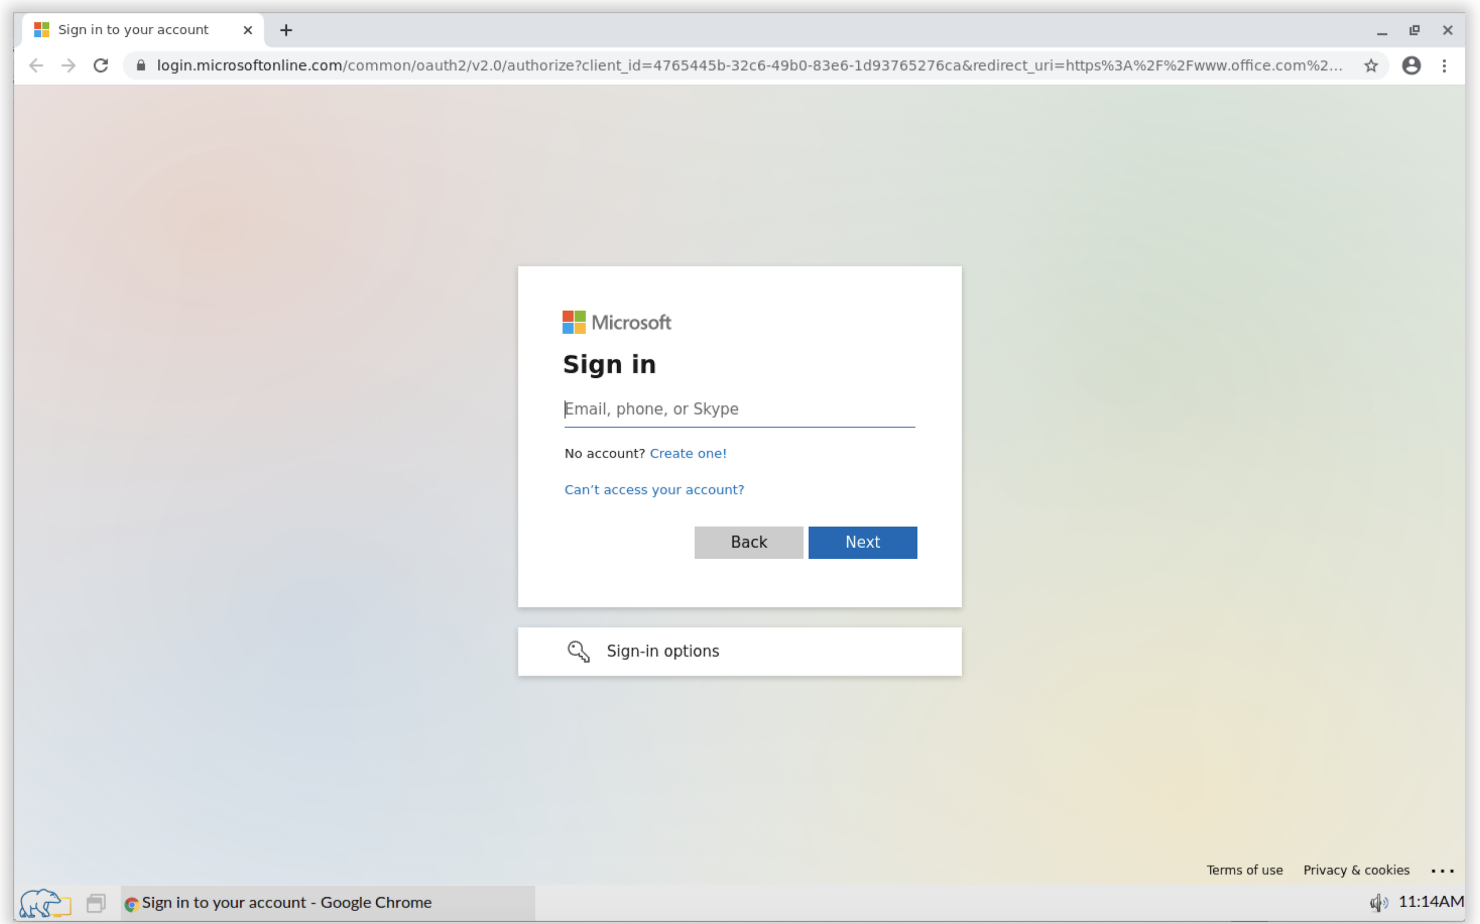 Sign in to your account
login.microsoftonline.com/common/oauth2/v2.0/authorize?client_id=4765445b-32c6-49b0-83e6-1d93765276ca&redirect_uri=https%3A%2F%2Fwww.office.com%2...
Microsoft
Sign in
Email, phone, or Skype
No account? Create one!
Can’t access your account?
Back Next
Sign-in options
Terms of use Privacy & cookies
Sign in to your account - Google Chrome 11:14AM